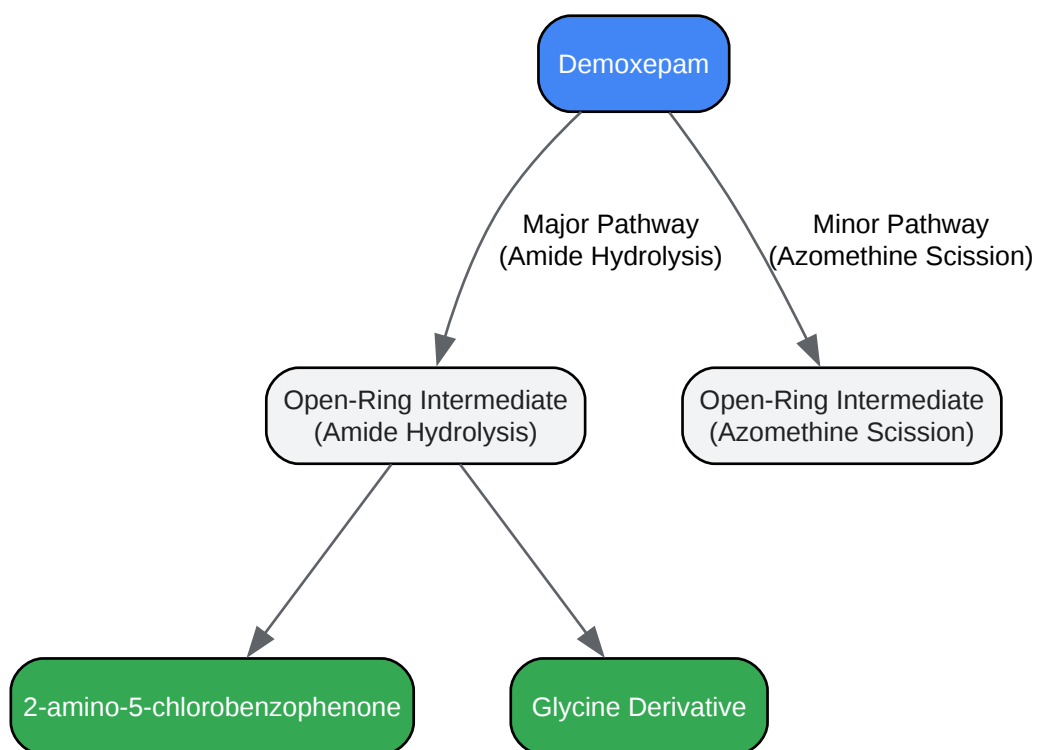 Demoxepam
Major Pathway
(Amide Hydrolysis)
Minor Pathway
(Azomethine Scission)
Open-Ring Intermediate
(Amide Hydrolysis)
Open-Ring Intermediate
(Azomethine Scission)
2-amino-5-chlorobenzophenone
Glycine Derivative